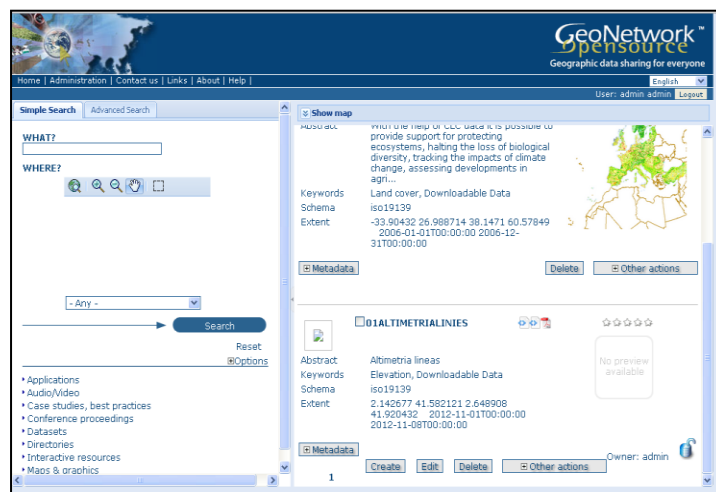 GeoNetwork™
Opensource
Geographic data sharing for everyone
Home | Administration | Contact us | Links | About | Help |
English
User: admin admin Logout
Simple Search
Advanced Search
WHAT?
WHERE?
- Any -
Search
Reset
Options
Applications
Audio/Video
Case studies, best practices
Conference proceedings
Datasets
Directories
Interactive resources
Maps & graphics
Show map
Abstract With the help of CLC data it is possible to
provide support for protecting
ecosystems, halting the loss of biological
diversity, tracking the impacts of climate
change, assessing developments in
agri...
Keywords Land cover, Downloadable Data
Schema iso19139
Extent -33.90432 26.988714 38.1471 60.57849
2006-01-01T00:00:00 2006-12-
31T00:00:00
Metadata Delete Other actions
01ALTIMETRIALINIES
Abstract Altimetria lineas
Keywords Elevation, Downloadable Data
Schema iso19139
Extent 2.142677 41.582121 2.648908
41.920432 2012-11-01T00:00:00
2012-11-08T00:00:00
No preview
available
Metadata
Owner: admin
Create Edit Delete Other actions
1